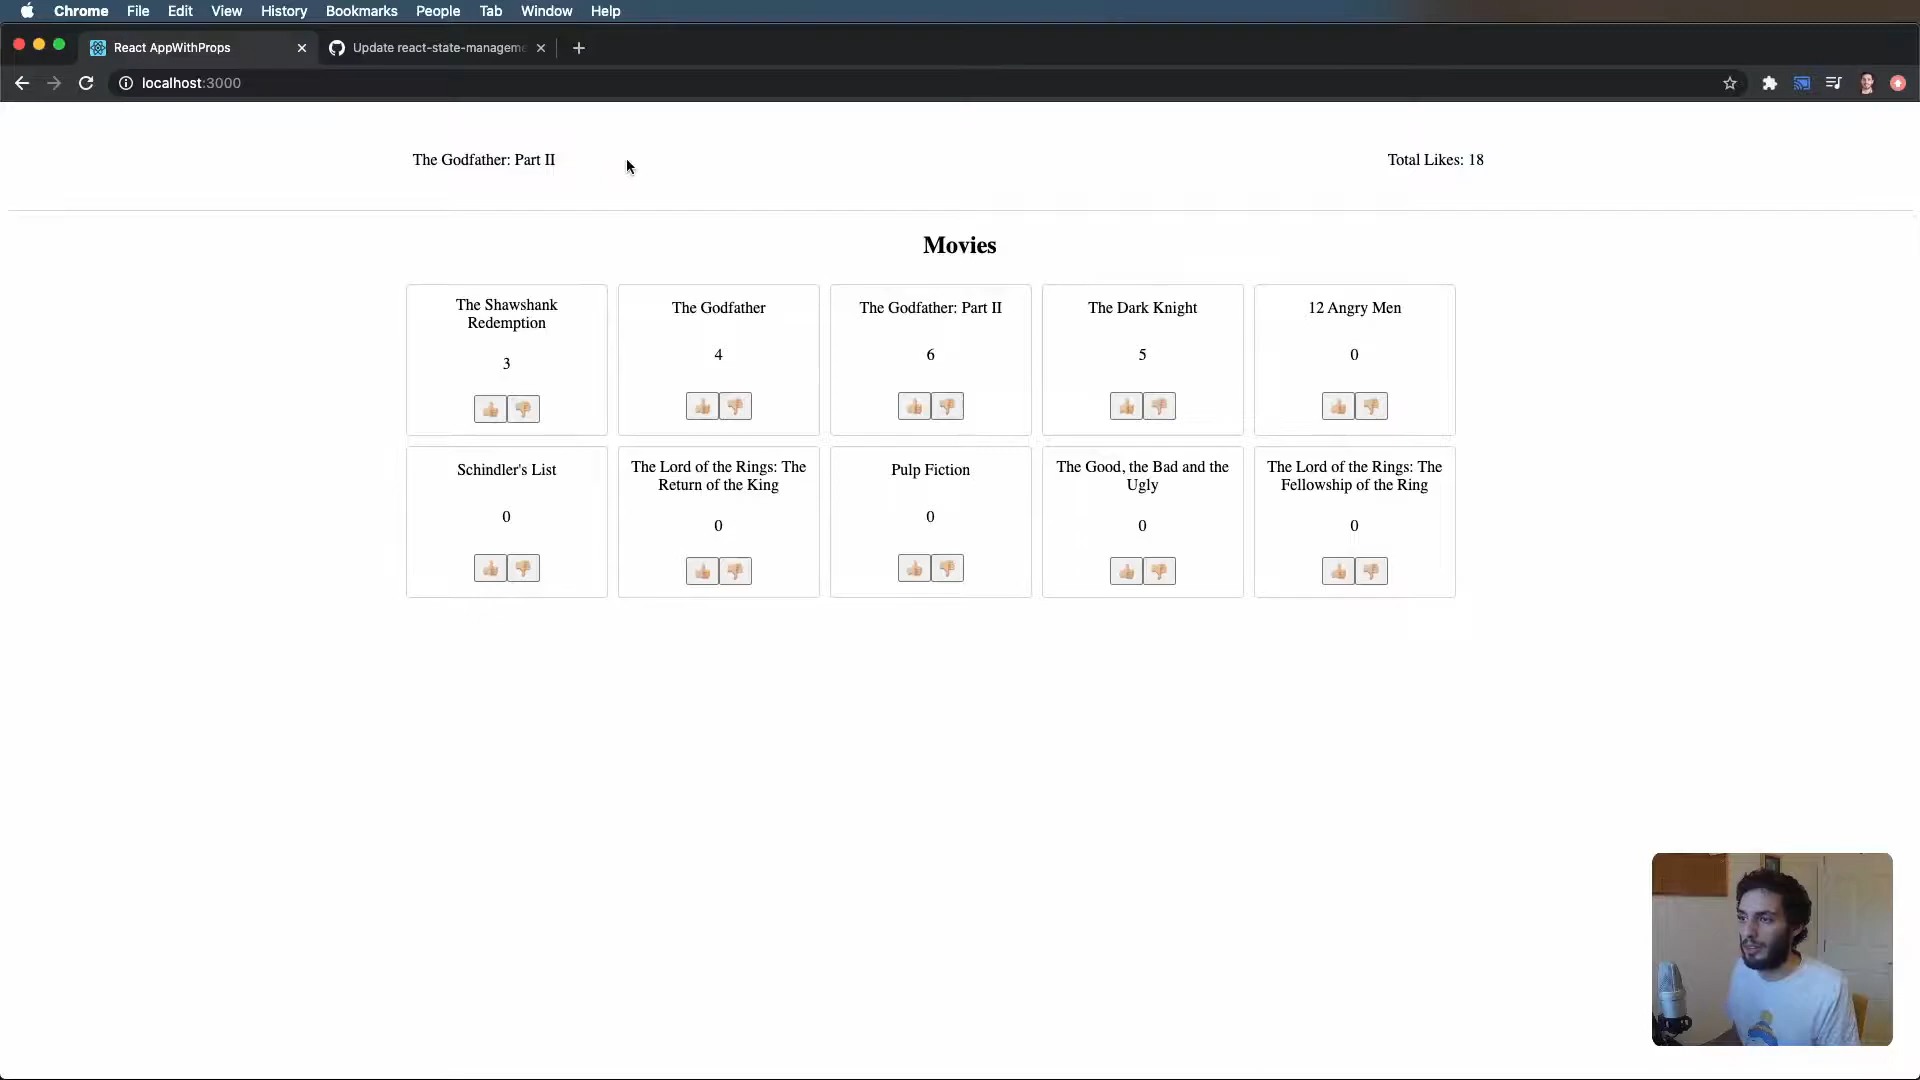 Chrome File Edit View History Bookmarks People Tab Window Help
React AppWithProps
Update react-state-managem
localhost:3000
The Godfather: Part II
Total Likes: 18
Movies
The Shawshank
Redemption
3
The Godfather
4
The Godfather: Part II
6
The Dark Knight
5
12 Angry Men
0
Schindler's List
0
The Lord of the Rings: The
Return of the King
0
Pulp Fiction
0
The Good, the Bad and the
Ugly
0
The Lord of the Rings: The
Fellowship of the Ring
0